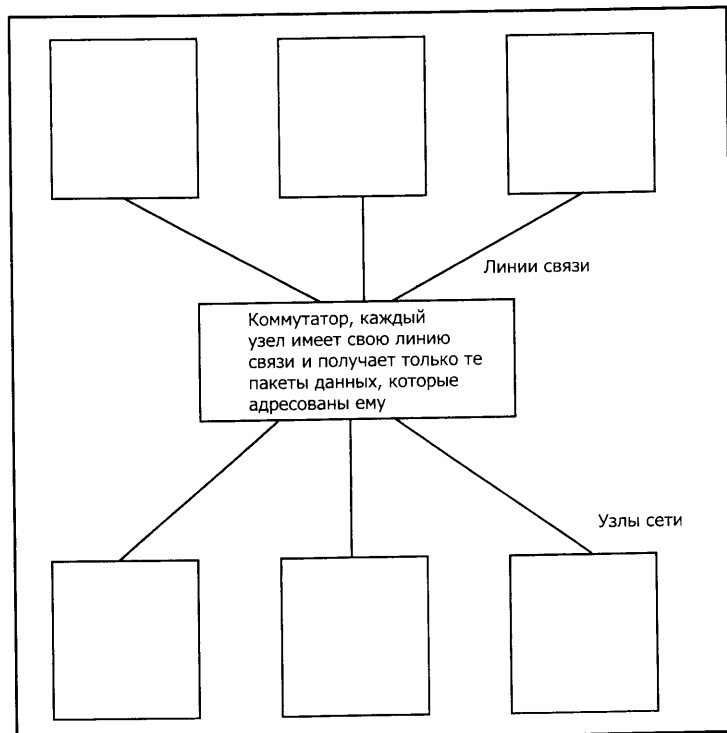 Линии связи
Коммутатор, каждый
узел имеет свою линию
связи и получает только те
пакеты данных, которые
адресованы ему
Узлы сети